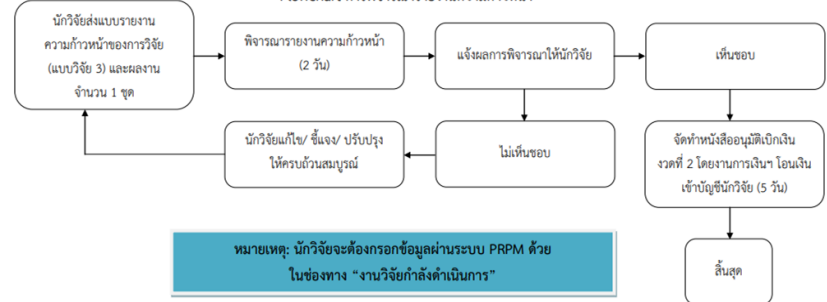 นักวิจัยส่งแบบรายงาน
ความก้าวหน้าของการวิจัย
(แบบวิจัย 3) และผลงาน
จำนวน 1 ชุด
พิจารณารายงานความก้าวหน้า
(2 วัน)
แจ้งผลการพิจารณาให้นักวิจัย
เห็นชอบ
นักวิจัยแก้ไข/ ชี้แจง/ ปรับปรุง
ให้ครบถ้วนสมบูรณ์
ไม่เห็นชอบ
จัดทำหนังสืออนุมัติเบิกเงิน
งวดที่ 2 โดยงานการเงินฯ โอนเงิน
เข้าบัญชีนักวิจัย (5 วัน)
หมายเหตุ: นักวิจัยจะต้องกรอกข้อมูลผ่านระบบ PRPM ด้วย
ในช่องทาง “งานวิจัยกำลังดำเนินการ”
สิ้นสุด